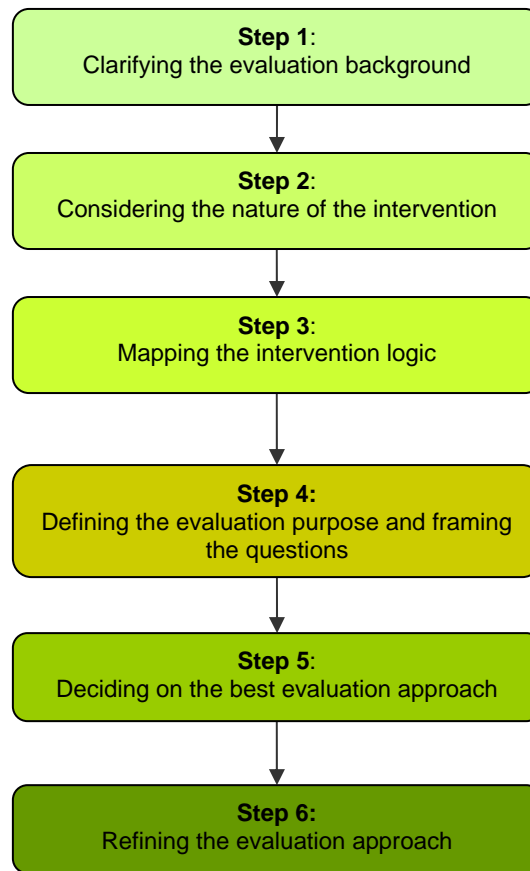 Step 1:
Clarifying the evaluation background
Step 2:
Considering the nature of the intervention
Step 3:
Mapping the intervention logic
Step 4:
Defining the evaluation purpose and framing
the questions
Step 5:
Deciding on the best evaluation approach
Step 6:
Refining the evaluation approach